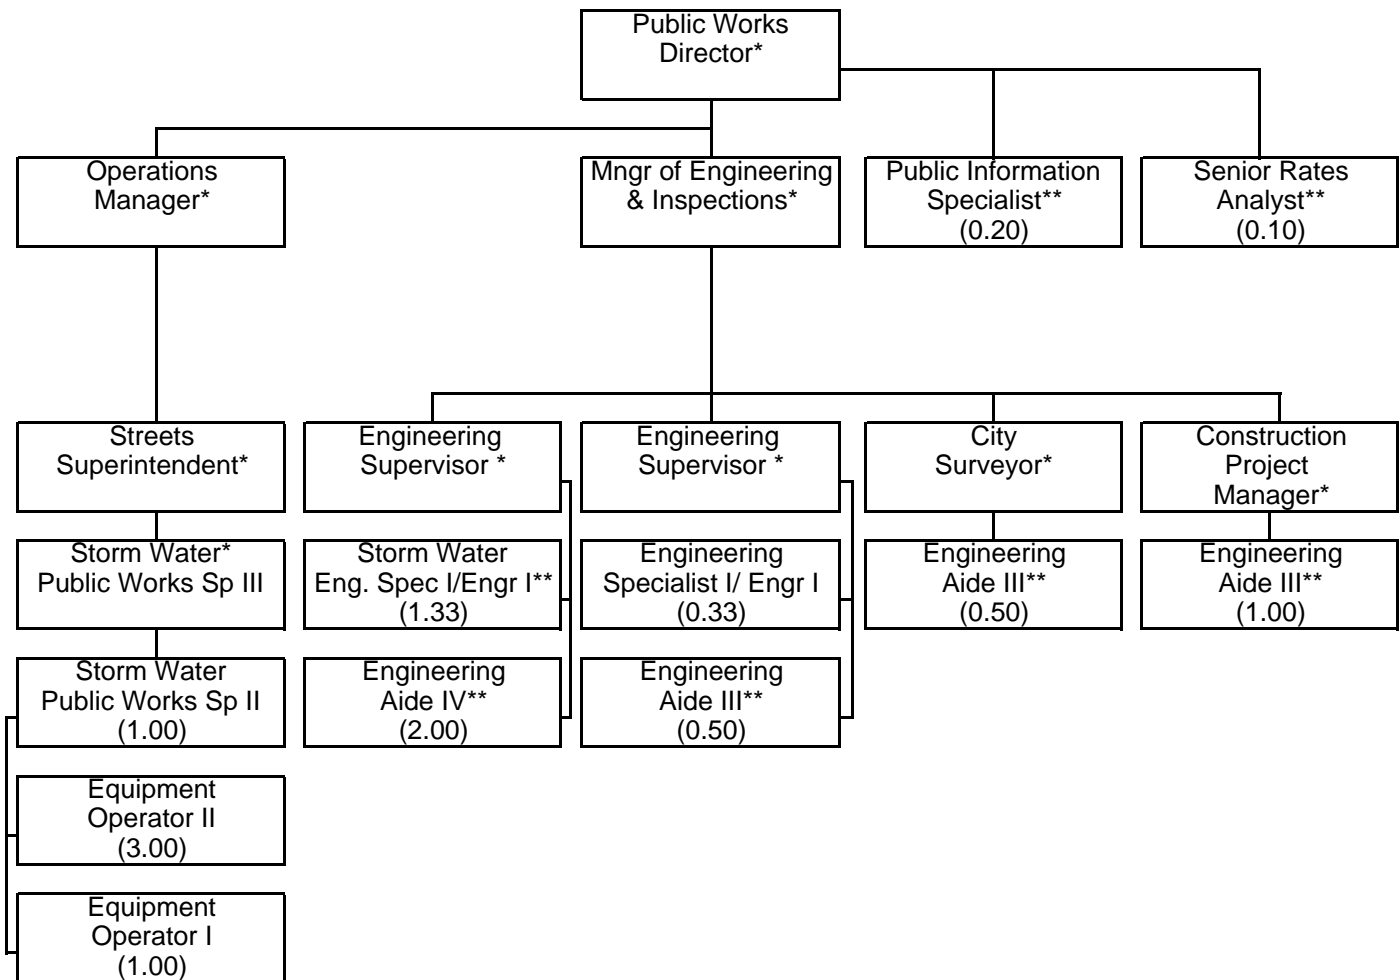 Public Works
Director*
Operations
Manager*
Mngr of Engineering
& Inspections*
Public Information
Specialist**
(0.20)
Senior Rates
Analyst**
(0.10)
Streets
Superintendent*
Engineering
Supervisor *
Engineering
Supervisor *
City
Surveyor*
Construction
Project
Manager*
Storm Water*
Public Works Sp III
Storm Water
Eng. Spec I/Engr I**
(1.33)
Engineering
Specialist I/ Engr I
(0.33)
Engineering
Aide III**
(0.50)
Engineering
Aide III**
(1.00)
Storm Water
Public Works Sp II
(1.00)
Engineering
Aide IV**
(2.00)
Engineering
Aide III**
(0.50)
Equipment
Operator II
(3.00)
Equipment
Operator I
(1.00)